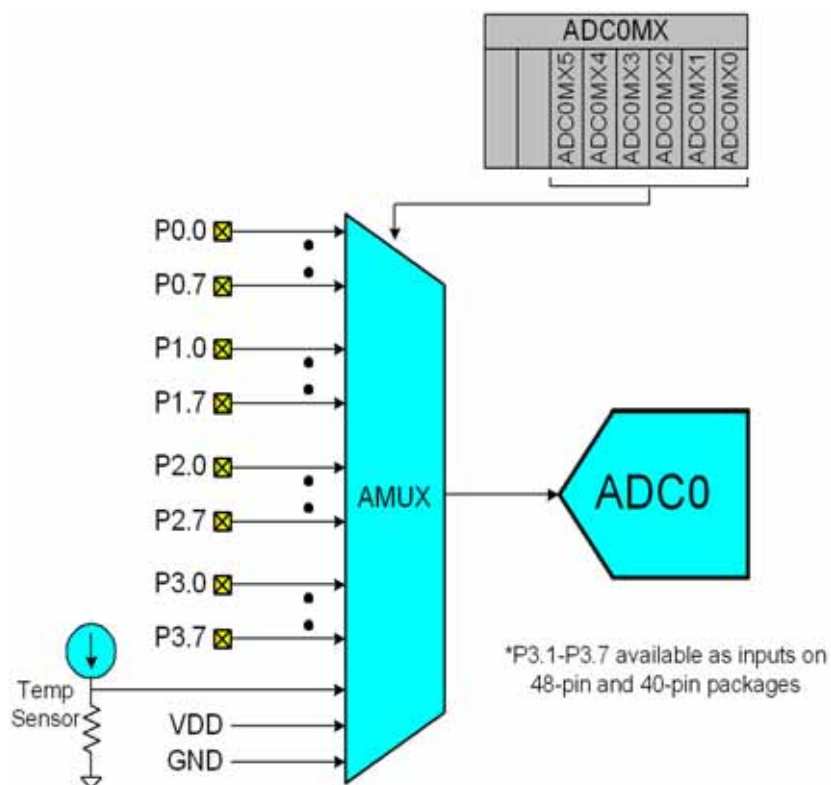 ADC0MX
ADC0MX5
ADC0MX4
ADC0MX3
ADC0MX2
ADC0MX1
ADC0MX0
P0.0
P0.7
P1.0
P1.7
P2.0
P2.7
P3.0
P3.7
AMUX
ADC0
Temp
Sensor
VDD
GND
*P3.1-P3.7 available as inputs on
48-pin and 40-pin packages